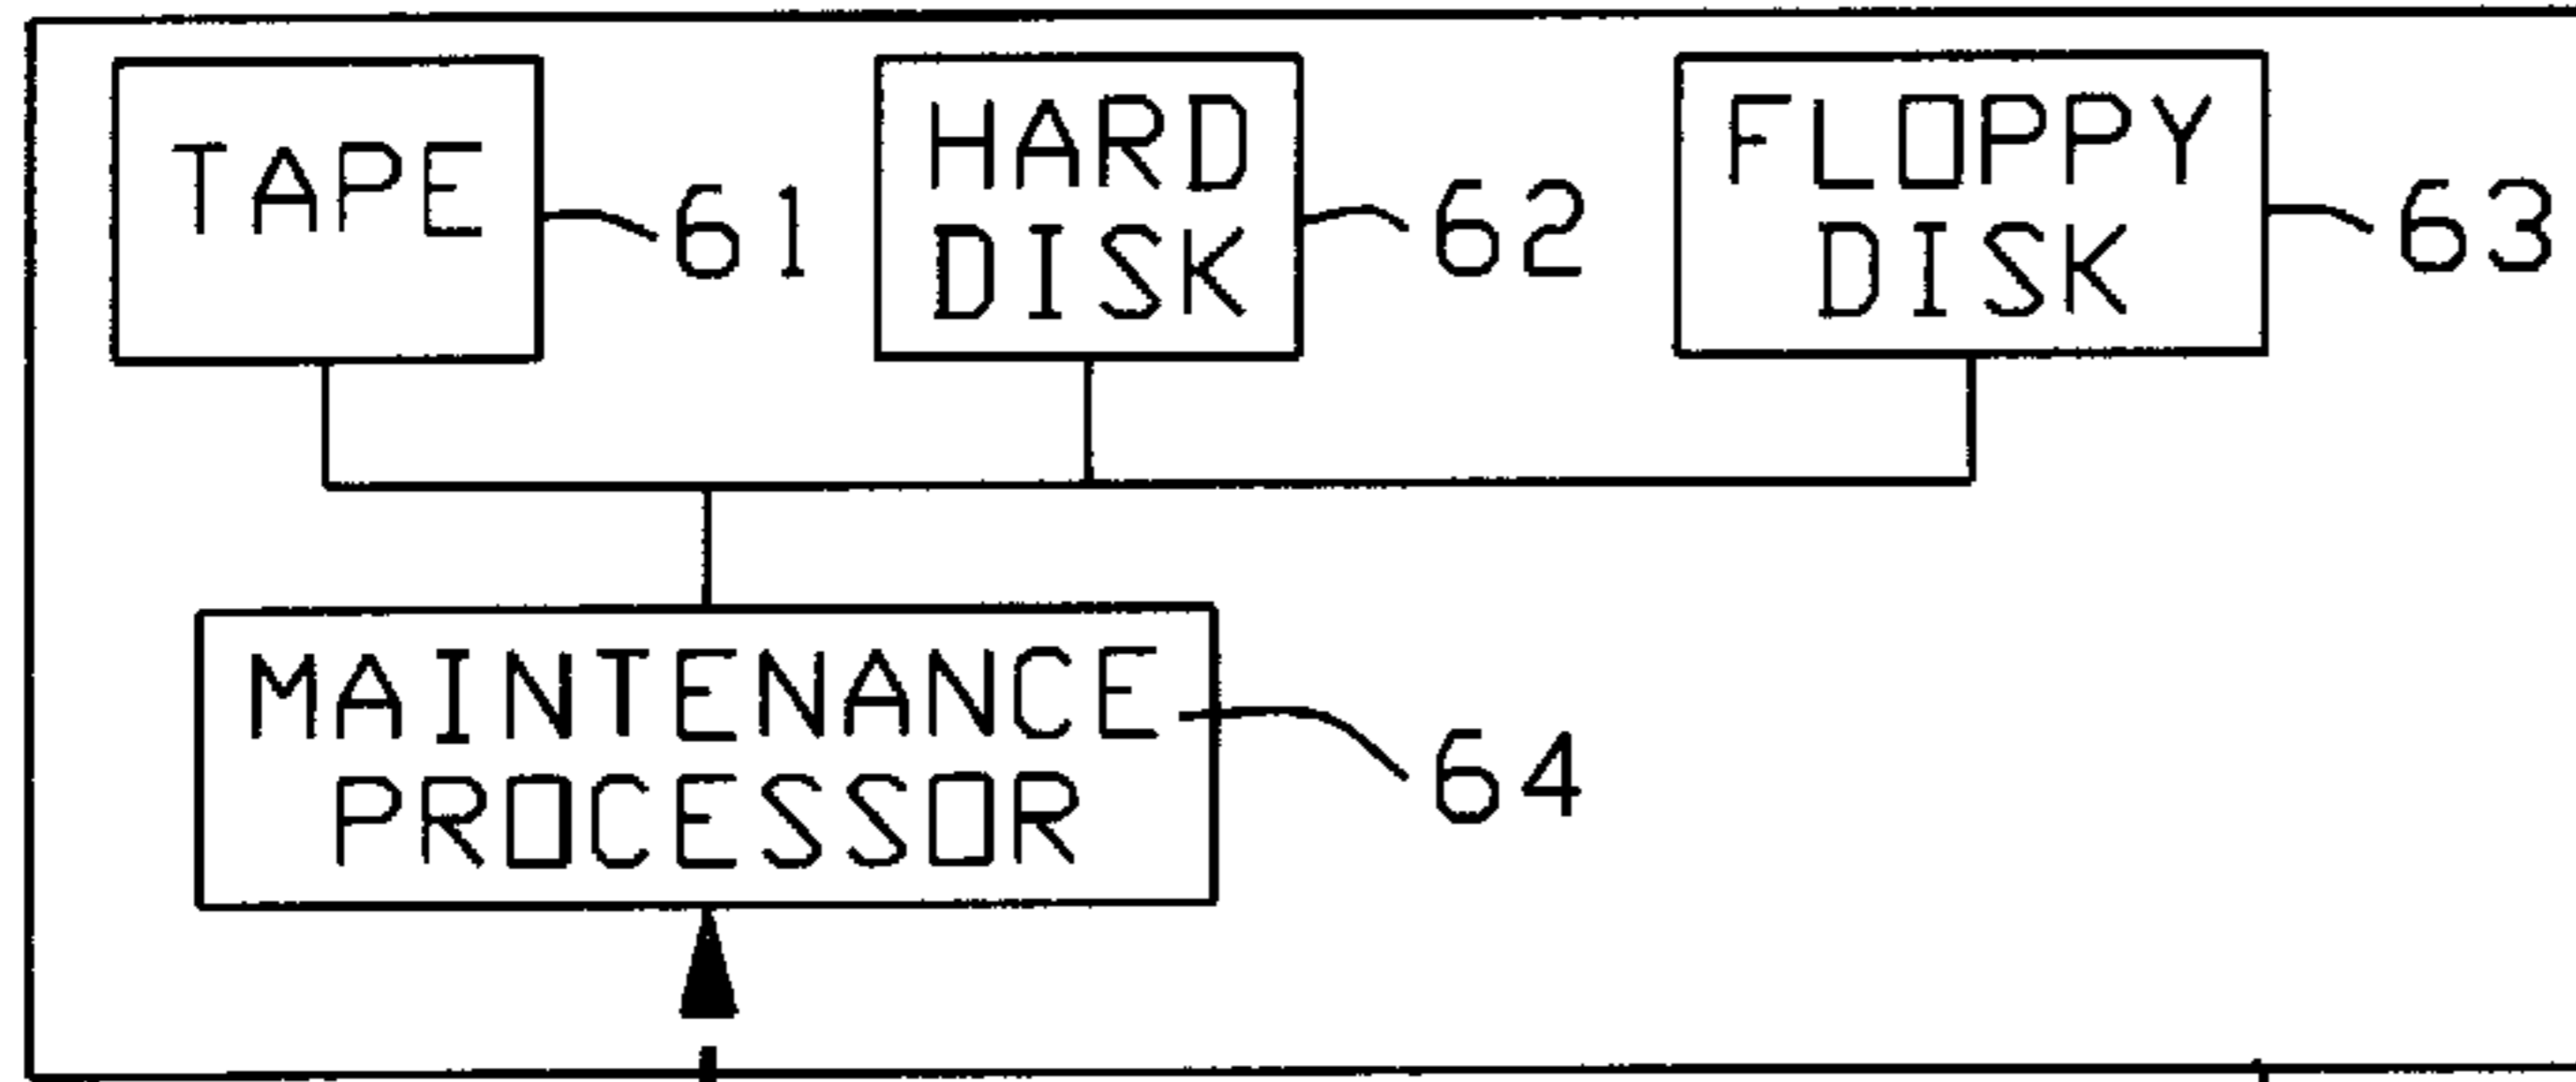 TAPE
61
HARD
DISK
62
FLOPPY
DISK
63
MAINTENANCE
PROCESSOR
64